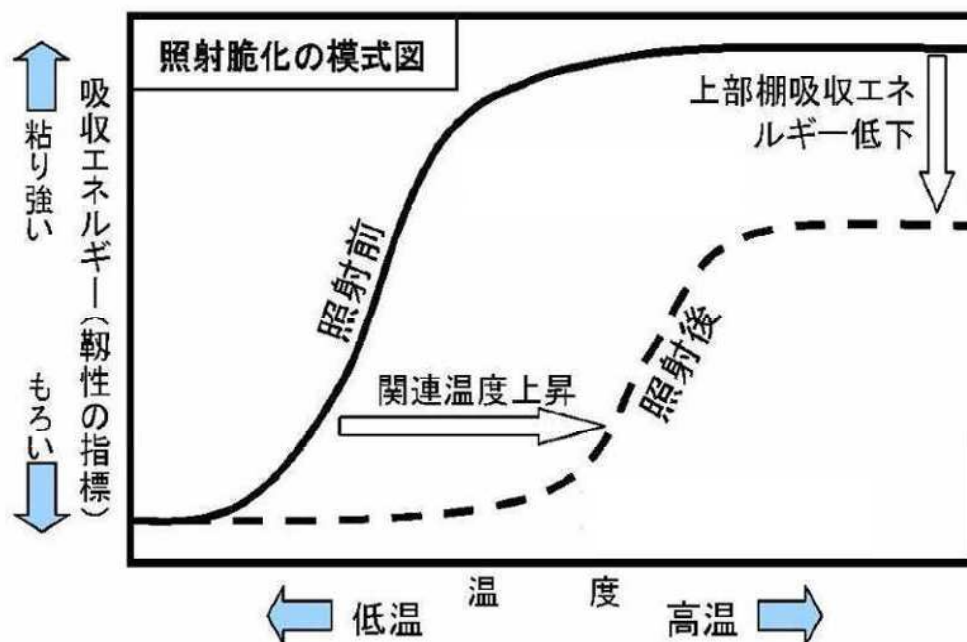 照射脆化の模式図
吸収エネルギー(靱性の指標)
粘り強い
もろい
上部棚吸収エネ
ルギー低下
照射前
照射後
関連温度上昇
温度
低温
高温